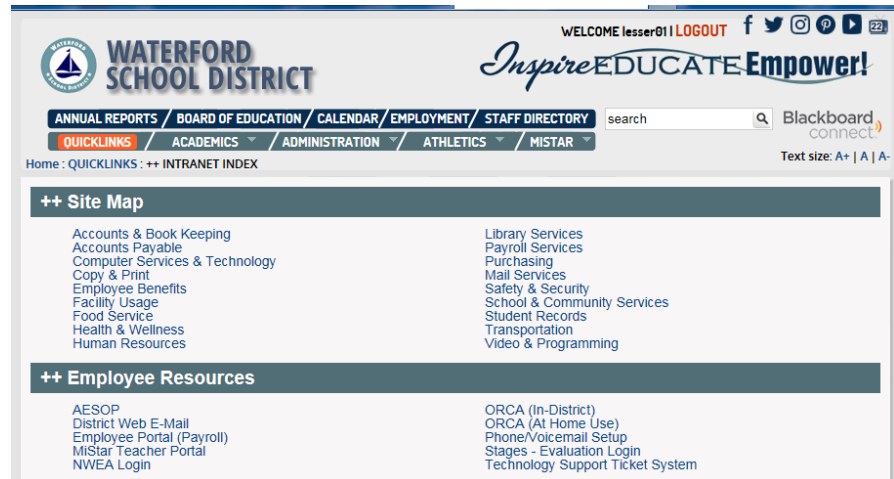 WELCOME lesser01 | LOGOUT
22
WATERFORD
SCHOOL DISTRICT
Inspire EDUCATE Empower!
ANNUAL REPORTS / BOARD OF EDUCATION / CALENDAR / EMPLOYMENT / STAFF DIRECTORY
search
Blackboard
connect
QUICKLINKS / ACADEMICS / ADMINISTRATION / ATHLETICS / MISTAR
Home : QUICKLINKS : ++ INTRANET INDEX
Text size: A+ | A | A-
++ Site Map
Accounts & Book Keeping
Accounts Payable
Computer Services & Technology
Copy & Print
Employee Benefits
Facility Usage
Food Service
Health & Wellness
Human Resources
Library Services
Payroll Services
Purchasing
Mail Services
Safety & Security
School & Community Services
Student Records
Transportation
Video & Programming
++ Employee Resources
AESOP
District Web E-Mail
Employee Portal (Payroll)
MiStar Teacher Portal
NWEA Login
ORCA (In-District)
ORCA (At Home Use)
Phone/Voicemail Setup
Stages - Evaluation Login
Technology Support Ticket System